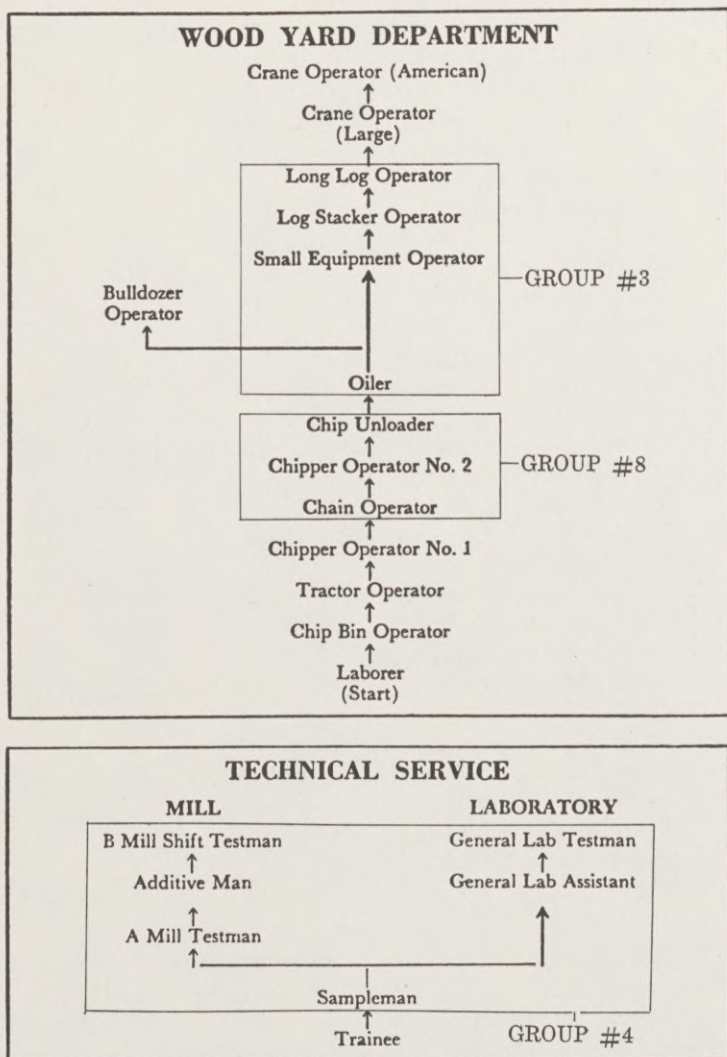 WOOD YARD DEPARTMENT
Crane Operator (American)
Crane Operator
(Large)
Long Log Operator
Log Stacker Operator
Small Equipment Operator
GROUP #3
Bulldozer
Operator
Oiler
Chip Unloader
Chipper Operator No. 2
GROUP #8
Chain Operator
Chipper Operator No. 1
Tractor Operator
Chip Bin Operator
Laborer
(Start)
TECHNICAL SERVICE
MILL LABORATORY
B Mill Shift Testman General Lab Testman
Additive Man General Lab Assistant
A Mill Testman
Sampleman
Trainee GROUP #4